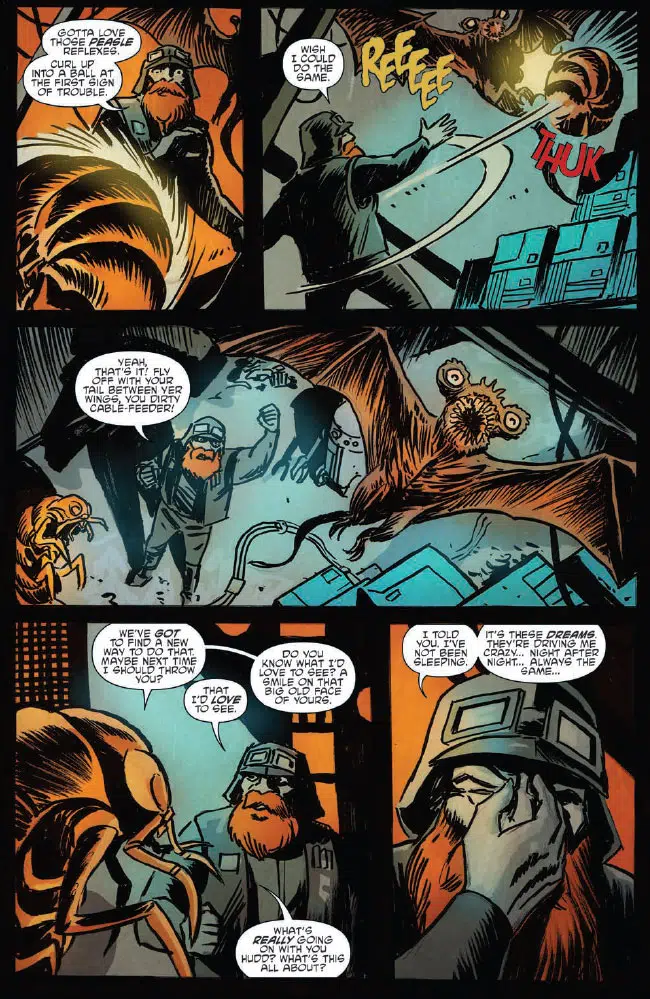 GOTTA LOVE
THOSE PEASLE
REFLEXES.
CURL UP
INTO A BALL AT
THE FIRST SIGN
OF TROUBLE.
WISH
I COULD
DO THE
SAME.
REEEEEE
THUK
YEAH,
THAT'S IT! FLY
OFF WITH YOUR
TAIL BETWEEN YER
WINGS, YOU DIRTY
CABLE-FEEDER!
WE'VE GOT
TO FIND A NEW
WAY TO DO THAT.
MAYBE NEXT TIME
I SHOULD THROW
YOU?
THAT
I'D LOVE
TO SEE.
DO YOU
KNOW WHAT I'D
LOVE TO SEE? A
SMILE ON THAT
BIG OLD FACE
OF YOURS.
WHAT'S
REALLY GOING
ON WITH YOU
HUDD? WHAT'S THIS
ALL ABOUT?
I TOLD
YOU. I'VE
NOT BEEN
SLEEPING.
IT'S THESE DREAMS.
THEY'RE DRIVING ME
CRAZY... NIGHT AFTER
NIGHT... ALWAYS THE
SAME...